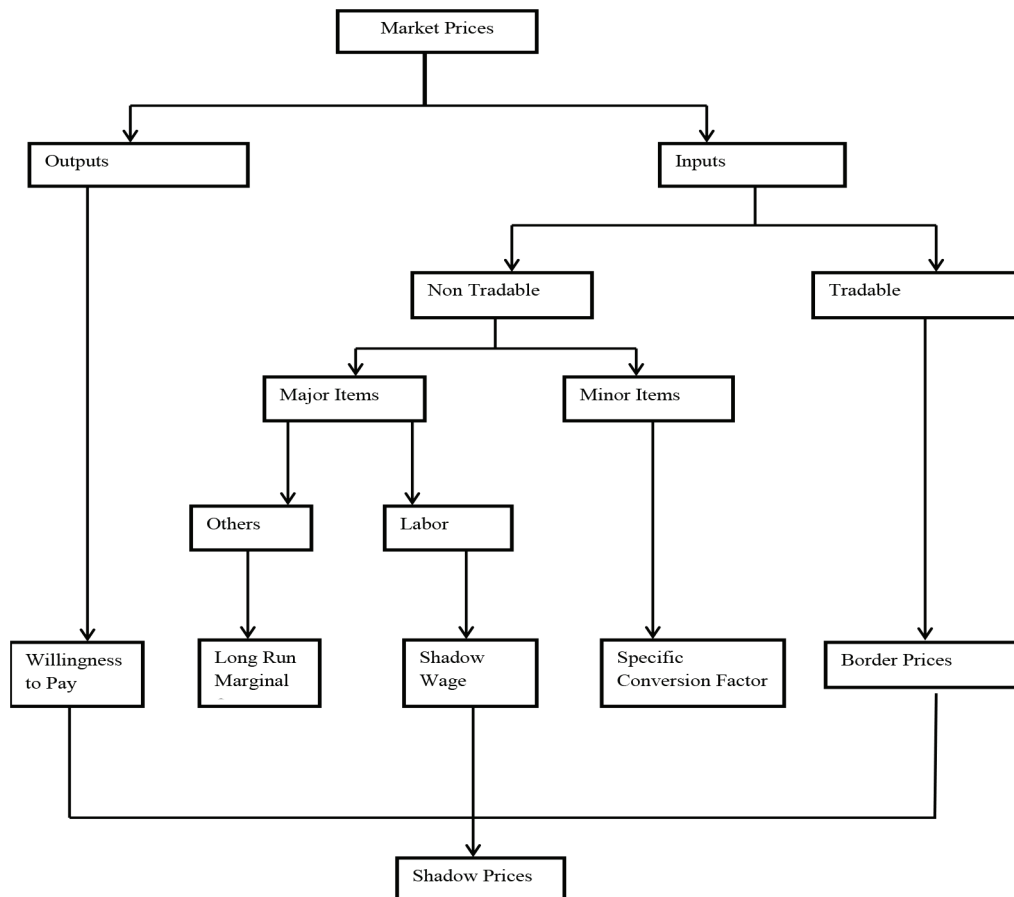 Market Prices
Outputs
Inputs
Non Tradable
Tradable
Major Items
Minor Items
Others
Labor
Willingness
to Pay
Long Run
Marginal
Shadow
Wage
Specific
Conversion Factor
Border Prices
Shadow Prices